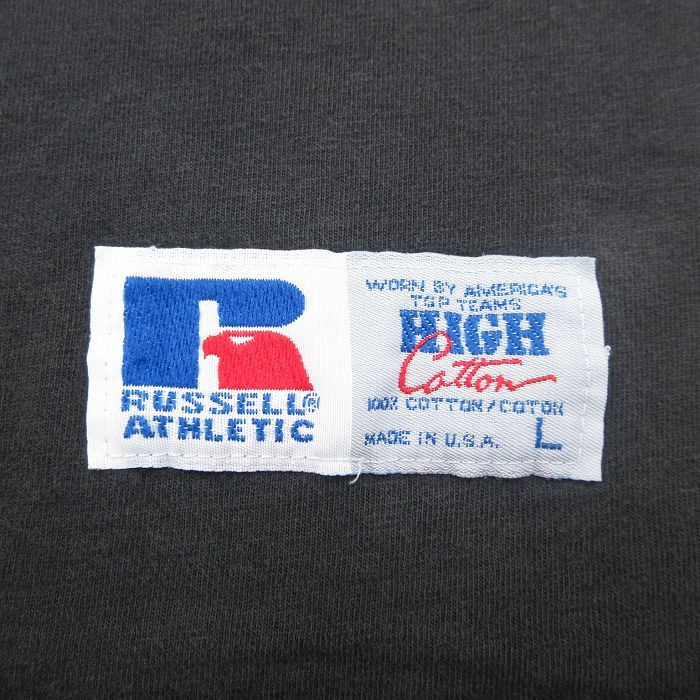 RUSSELL®
ATHLETIC
WORN BY AMERICA'S
TOP TEAMS
HIGH
Cotton
100% COTTON/COTON
MADE IN U.S.A. L